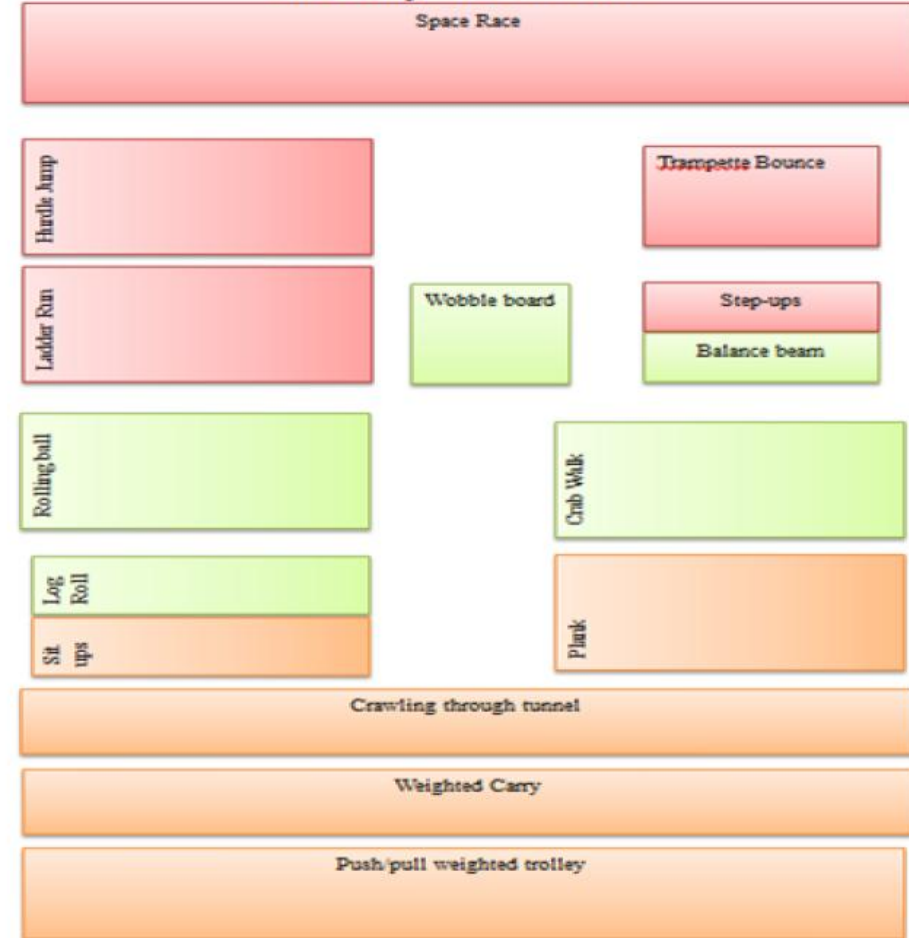 Space Race
Hurdle Jump
Trampette Bounce
Ladder Run
Wobble board
Step-ups
Balance beam
Rolling ball
Crab Walk
Log
Roll
Sit
ups
Plank
Crawling through tunnel
Weighted Carry
Push/pull weighted trolley